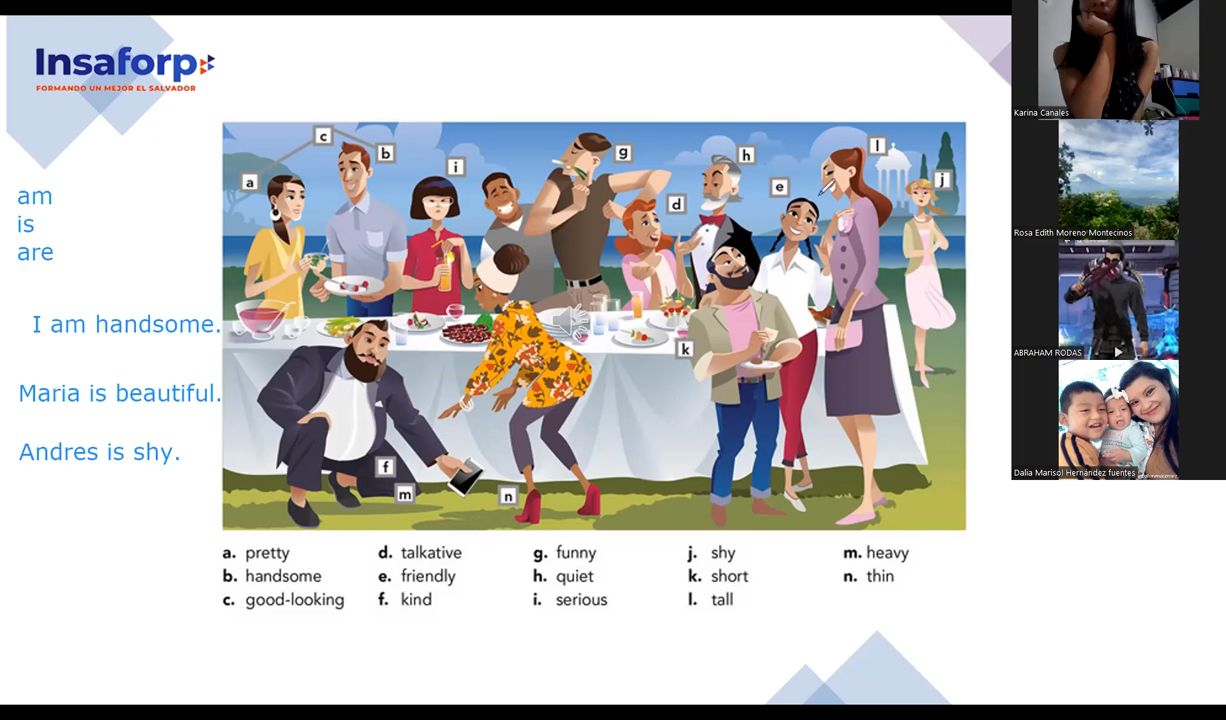 Insaforp
FORMANDO UN MEJOR EL SALVADOR
am
is
are
I am handsome.
Maria is beautiful.
Andres is shy.
c
b
a
i
g
h
l
e
j
d
k
f
m
n
a. pretty
b. handsome
c. good-looking
d. talkative
e. friendly
f. kind
g. funny
h. quiet
i. serious
j. shy
k. short
l. tall
m. heavy
n. thin
Karina Canales
Rosa Edith Moreno Montecinos
ABRAHAM RODAS
Dalia Marisol Hernández fuentes